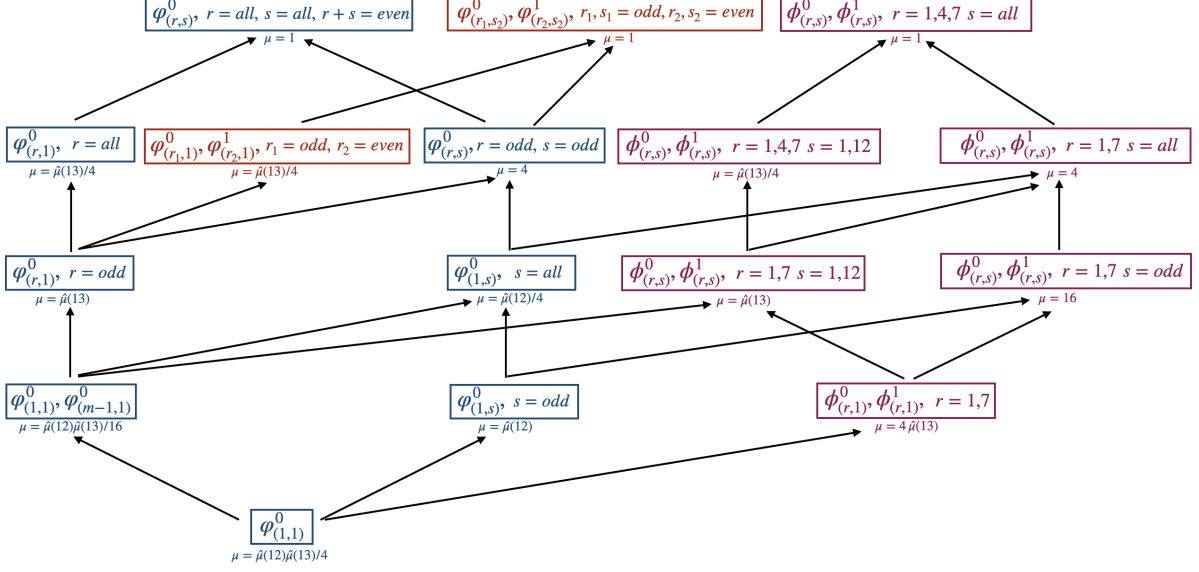 φ⁰₍r,s₎, r = all, s = all, r + s = even
μ = 1
φ⁰₍r₁,s₂₎, φ¹₍r₂,s₂₎, r₁, s₁ = odd, r₂, s₂ = even
μ = 1
ϕ⁰₍r,s₎, ϕ¹₍r,s₎, r = 1,4,7 s = all
μ = 1
φ⁰₍r,1₎, r = all
μ = μ̂(13)/4
φ⁰₍r₁,1₎, φ¹₍r₂,1₎, r₁ = odd, r₂ = even
μ = μ̂(13)/4
φ⁰₍r,s₎, r = odd, s = odd
μ = 4
ϕ⁰₍r,s₎, ϕ¹₍r,s₎, r = 1,4,7 s = 1,12
μ = μ̂(13)/4
ϕ⁰₍r,s₎, ϕ¹₍r,s₎, r = 1,7 s = all
μ = 4
φ⁰₍r,1₎, r = odd
μ = μ̂(13)
φ⁰₍1,s₎, s = all
μ = μ̂(12)/4
ϕ⁰₍r,s₎, ϕ¹₍r,s₎, r = 1,7 s = 1,12
μ = μ̂(13)
ϕ⁰₍r,s₎, ϕ¹₍r,s₎, r = 1,7 s = odd
μ = 16
φ⁰₍1,1₎, φ⁰₍m−1,1₎
μ = μ̂(12)μ̂(13)/16
φ⁰₍1,s₎, s = odd
μ = μ̂(12)
ϕ⁰₍r,1₎, ϕ¹₍r,1₎, r = 1,7
μ = 4 μ̂(13)
φ⁰₍1,1₎
μ = μ̂(12)μ̂(13)/4